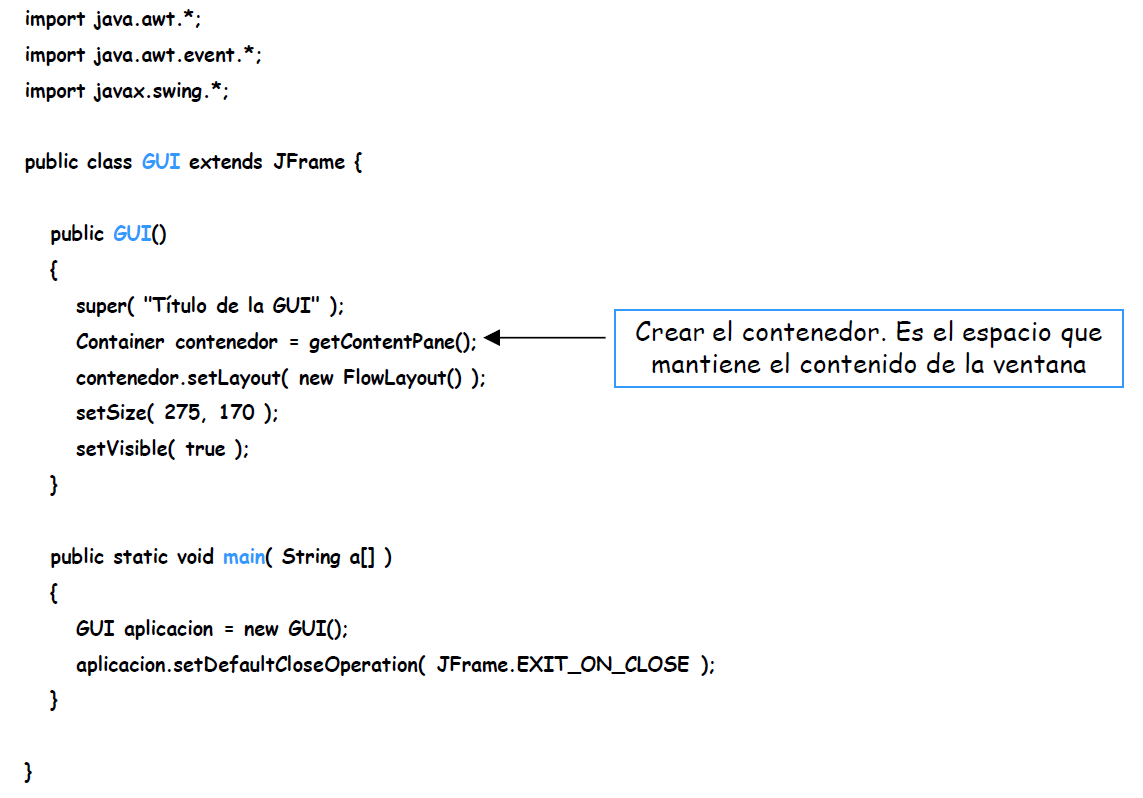 import java.awt.*;
import java.awt.event.*;
import javax.swing.*;
public class GUI extends JFrame {
public GUI()
{
super( "Título de la GUI" );
Container contenedor = getContentPane();
contenedor.setLayout( new FlowLayout() );
setSize( 275, 170 );
setVisible( true );
}
Crear el contenedor. Es el espacio que
mantiene el contenido de la ventana
public static void main( String a[] )
{
GUI aplicacion = new GUI();
aplicacion.setDefaultCloseOperation( JFrame.EXIT_ON_CLOSE );
}
}